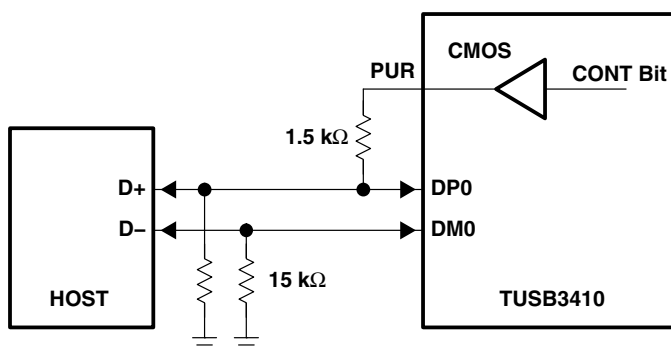 CMOS
PUR
CONT Bit
1.5 kΩ
D+
DP0
D−
DM0
15 kΩ
HOST
TUSB3410